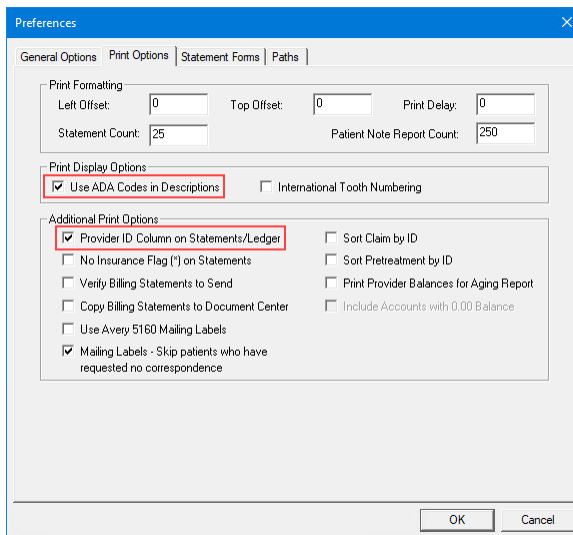 Preferences
General Options Print Options Statement Forms Paths
Print Formatting
Left Offset: 0 Top Offset: 0 Print Delay: 0
Statement Count: 25 Patient Note Report Count: 250
Print Display Options
Use ADA Codes in Descriptions International Tooth Numbering
Additional Print Options
Provider ID Column on Statements/Ledger Sort Claim by ID
No Insurance Flag (*) on Statements Sort Pretreatment by ID
Verify Billing Statements to Send Print Provider Balances for Aging Report
Copy Billing Statements to Document Center Include Accounts with 0.00 Balance
Use Avery 5160 Mailing Labels
Mailing Labels - Skip patients who have
requested no correspondence
OK Cancel